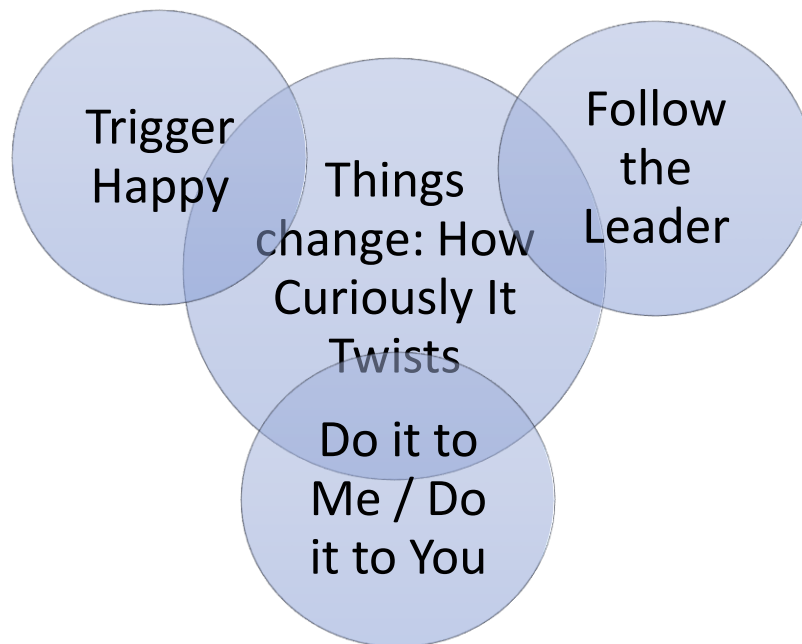 Trigger
Happy
Things
change: How
Curiously It
Twists
Follow
the
Leader
Do it to
Me / Do
it to You